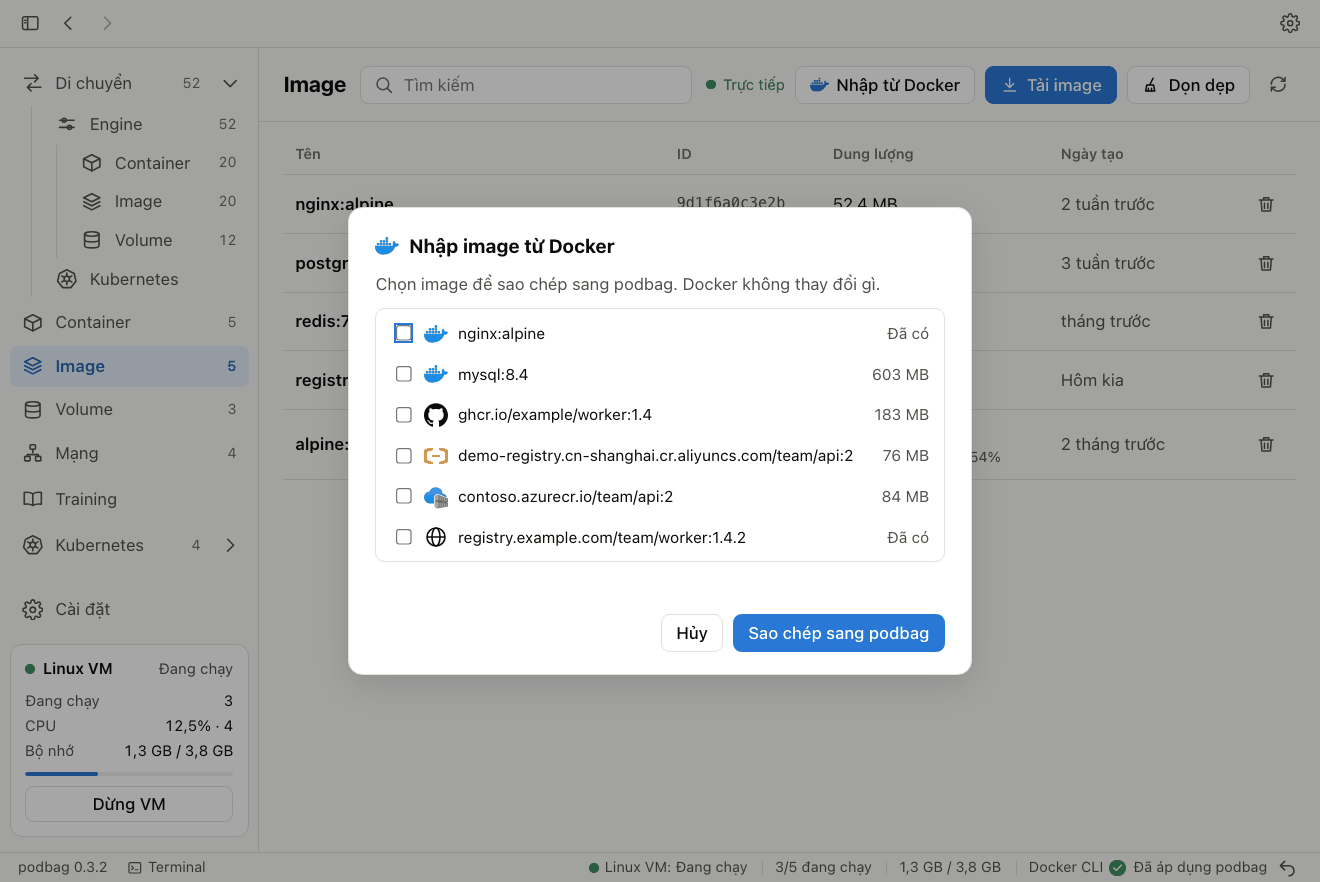 Di chuyển 52
Engine 52
Container 20
Image 20
Volume 12
Kubernetes
Container 5
Image 5
Volume 3
Mạng 4
Training
Kubernetes 4
Cài đặt
Linux VM Đang chạy
Đang chạy 3
CPU 12,5% · 4
Bộ nhớ 1,3 GB / 3,8 GB
Dừng VM
Image Tìm kiếm Trực tiếp Nhập từ Docker Tải image Dọn dẹp
Tên ID Dung lượng Ngày tạo
nginx:alpine 9d1f6a0c3e2b 52,4 MB 2 tuần trước
3 tuần trước
redis:7 tháng trước
Hôm kia
alpine: 54% 2 tháng trước
Nhập image từ Docker
Chọn image để sao chép sang podbag. Docker không thay đổi gì.
nginx:alpine Đã có
mysql:8.4 603 MB
ghcr.io/example/worker:1.4 183 MB
demo-registry.cn-shanghai.cr.aliyuncs.com/team/api:2 76 MB
contoso.azurecr.io/team/api:2 84 MB
registry.example.com/team/worker:1.4.2 Đã có
Hủy Sao chép sang podbag
podbag 0.3.2 Terminal Linux VM: Đang chạy 3/5 đang chạy 1,3 GB / 3,8 GB Docker CLI Đã áp dụng podbag